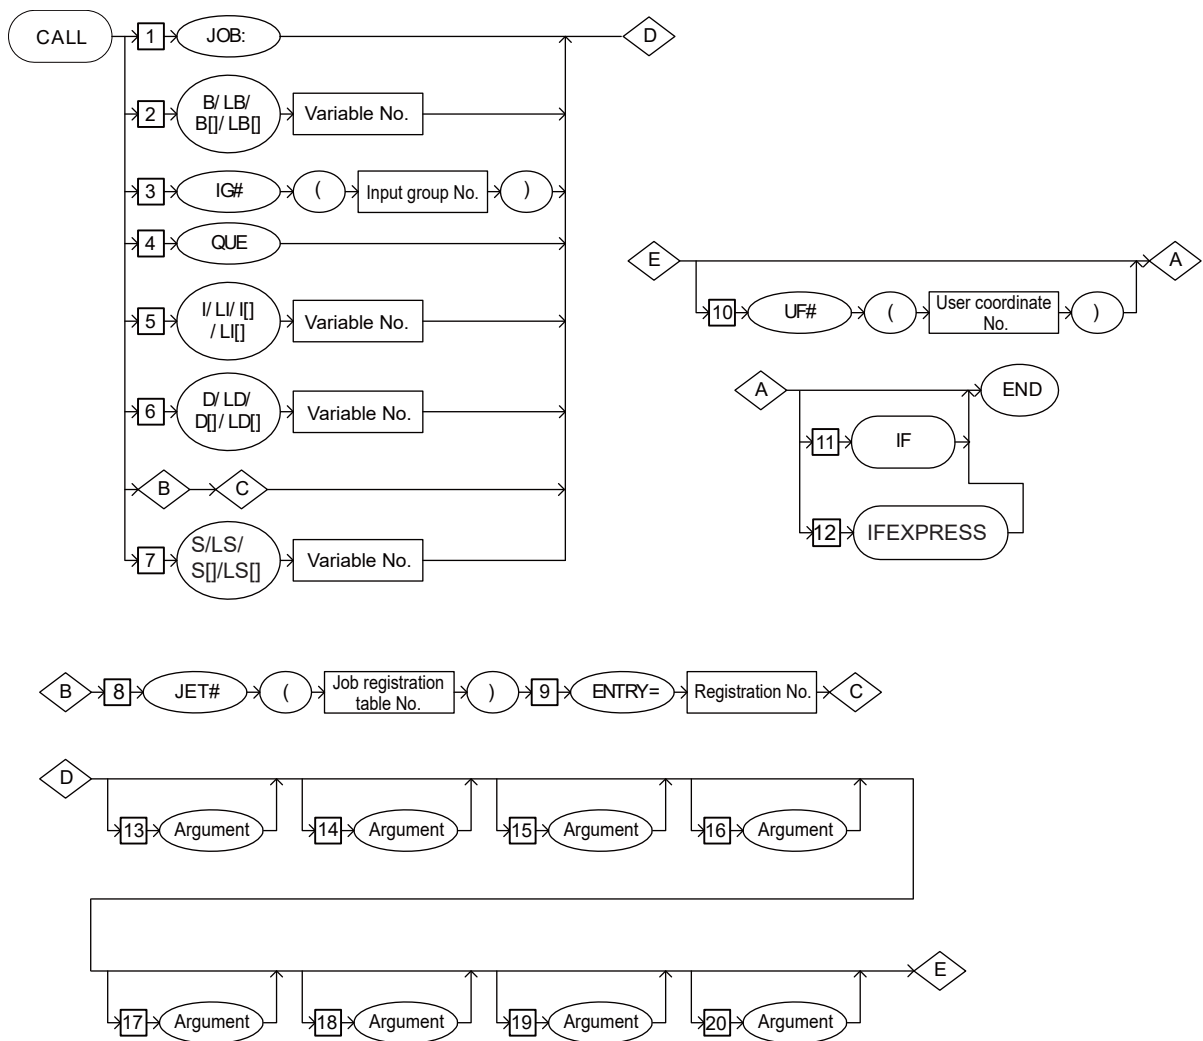 CALL
1
JOB:
D
2
B/ LB/
B[]/ LB[]
Variable No.
3
IG#
(
Input group No.
)
4
QUE
5
I/ LI/ I[]
/ LI[]
Variable No.
6
D/ LD/
D[]/ LD[]
Variable No.
B
C
7
S/LS/
S[]/LS[]
Variable No.
E
A
10
UF#
(
User coordinate
No.
)
A
END
11
IF
12
IFEXPRESS
B
8
JET#
(
Job registration
table No.
)
9
ENTRY=
Registration No.
C
D
13
Argument
14
Argument
15
Argument
16
Argument
17
Argument
18
Argument
19
Argument
20
Argument
E